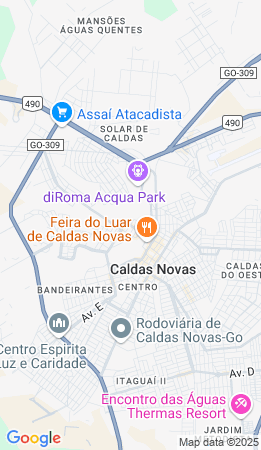 MANSÕES
ÁGUAS QUENTES
GO-309
490
Assaí Atacadista
SOLAR DE
CALDAS
490
GO-309
diRoma Acqua Park
Feira do Luar
de Caldas Novas
Caldas Novas
CALDAS
DO OEST
BANDEIRANTES
CENTRO
Av. E
Rodoviária de
Caldas Novas-Go
Centro Espirita
Luz e Caridade
Av. D
ITAGUAÍ II
Encontro das Águas
Thermas Resort
JARDIM
Google
Map data ©2025